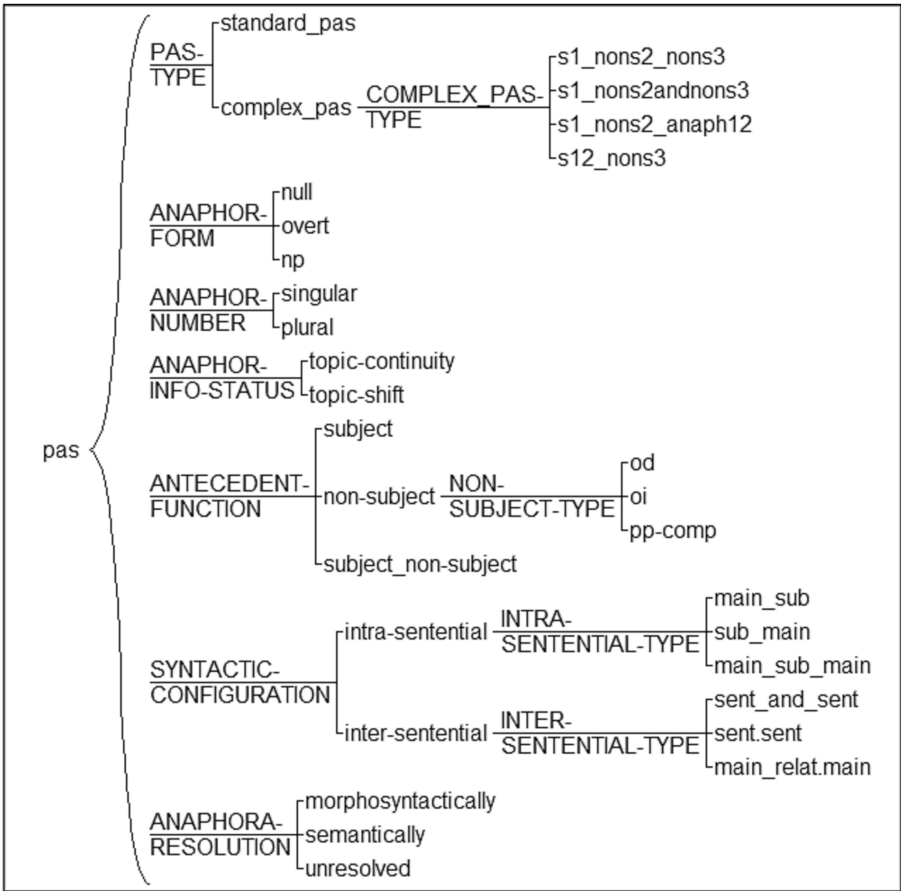 standard_pas
PAS-
TYPE
complex_pas
COMPLEX_PAS-
TYPE
s1_nons2_nons3
s1_nons2andnons3
s1_nons2_anaph12
s12_nons3
ANAPHOR-
FORM
null
overt
np
ANAPHOR-
NUMBER
singular
plural
ANAPHOR-
INFO-STATUS
topic-continuity
topic-shift
pas
ANTECEDENT-
FUNCTION
subject
non-subject
NON-
SUBJECT-TYPE
od
oi
pp-comp
subject_non-subject
SYNTACTIC-
CONFIGURATION
intra-sentential
INTRA-
SENTENTIAL-TYPE
main_sub
sub_main
main_sub_main
inter-sentential
INTER-
SENTENTIAL-TYPE
sent_and_sent
sent.sent
main_relat.main
ANAPHORA-
RESOLUTION
morphosyntactically
semantically
unresolved